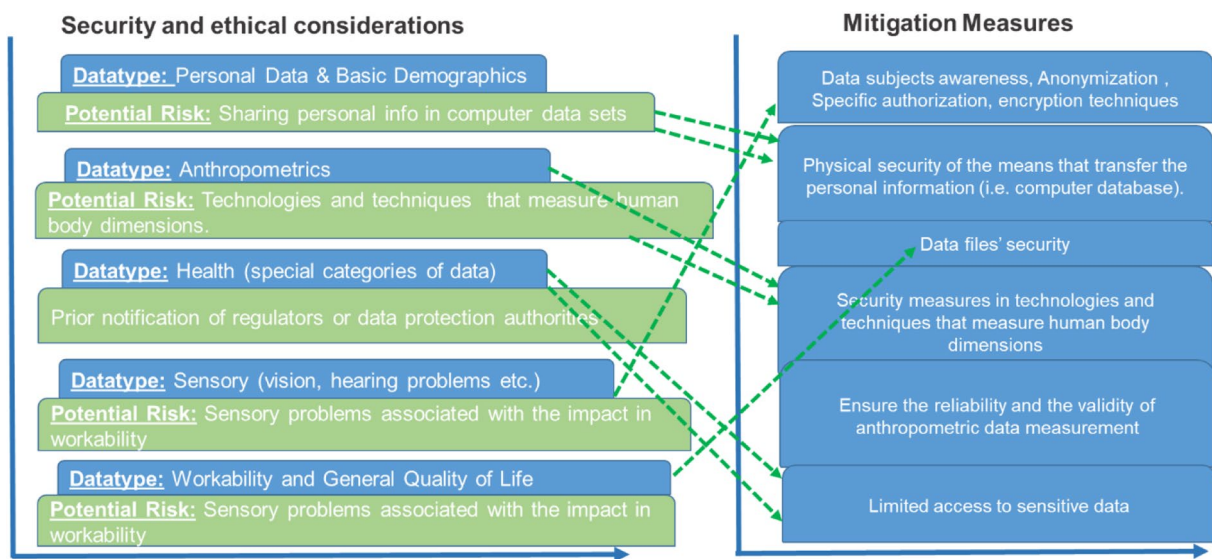 Security and ethical considerations
Datatype: Personal Data & Basic Demographics
Potential Risk: Sharing personal info in computer data sets
Datatype: Anthropometrics
Potential Risk: Technologies and techniques that measure human
body dimensions.
Datatype: Health (special categories of data)
Prior notification of regulators or data protection authorities
Datatype: Sensory (vision, hearing problems etc.)
Potential Risk: Sensory problems associated with the impact in
workability
Datatype: Workability and General Quality of Life
Potential Risk: Sensory problems associated with the impact in
workability
Mitigation Measures
Data subjects awareness, Anonymization ,
Specific authorization, encryption techniques
Physical security of the means that transfer the
personal information (i.e. computer database).
Data files' security
Security measures in technologies and
techniques that measure human body
dimensions
Ensure the reliability and the validity of
anthropometric data measurement
Limited access to sensitive data